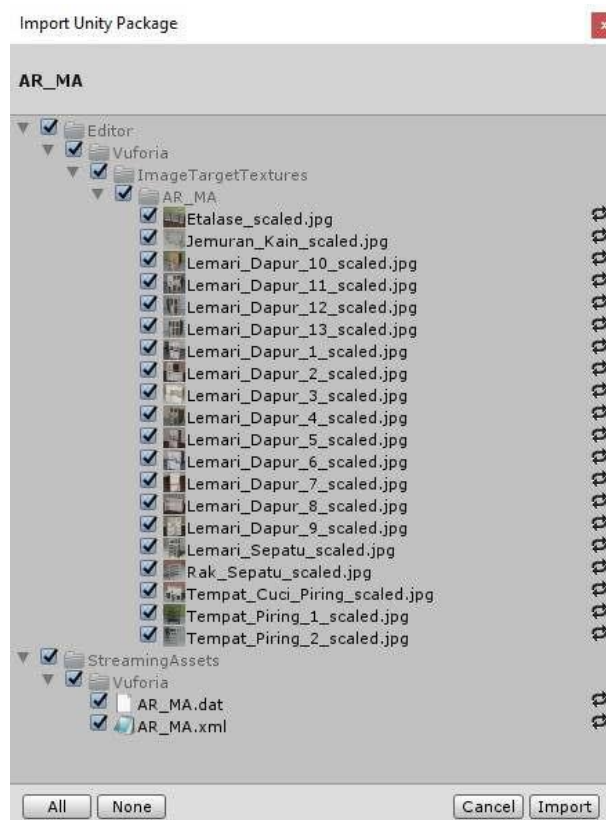 Import Unity Package
AR_MA
Editor
Vuforia
ImageTargetTextures
AR_MA
Etalase_scaled.jpg
Jemuran_Kain_scaled.jpg
Lemari_Dapur_10_scaled.jpg
Lemari_Dapur_11_scaled.jpg
Lemari_Dapur_12_scaled.jpg
Lemari_Dapur_13_scaled.jpg
Lemari_Dapur_1_scaled.jpg
Lemari_Dapur_2_scaled.jpg
Lemari_Dapur_3_scaled.jpg
Lemari_Dapur_4_scaled.jpg
Lemari_Dapur_5_scaled.jpg
Lemari_Dapur_6_scaled.jpg
Lemari_Dapur_7_scaled.jpg
Lemari_Dapur_8_scaled.jpg
Lemari_Dapur_9_scaled.jpg
Lemari_Sepatu_scaled.jpg
Rak_Sepatu_scaled.jpg
Tempat_Cuci_Piring_scaled.jpg
Tempat_Piring_1_scaled.jpg
Tempat_Piring_2_scaled.jpg
StreamingAssets
Vuforia
AR_MA.dat
AR_MA.xml
All None Cancel Import